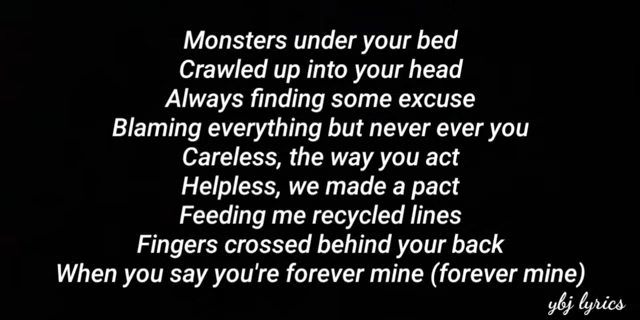 Monsters under your bed
Crawled up into your head
Always finding some excuse
Blaming everything but never ever you
Careless, the way you act
Helpless, we made a pact
Feeding me recycled lines
Fingers crossed behind your back
When you say you're forever mine (forever mine)
ybj lyrics